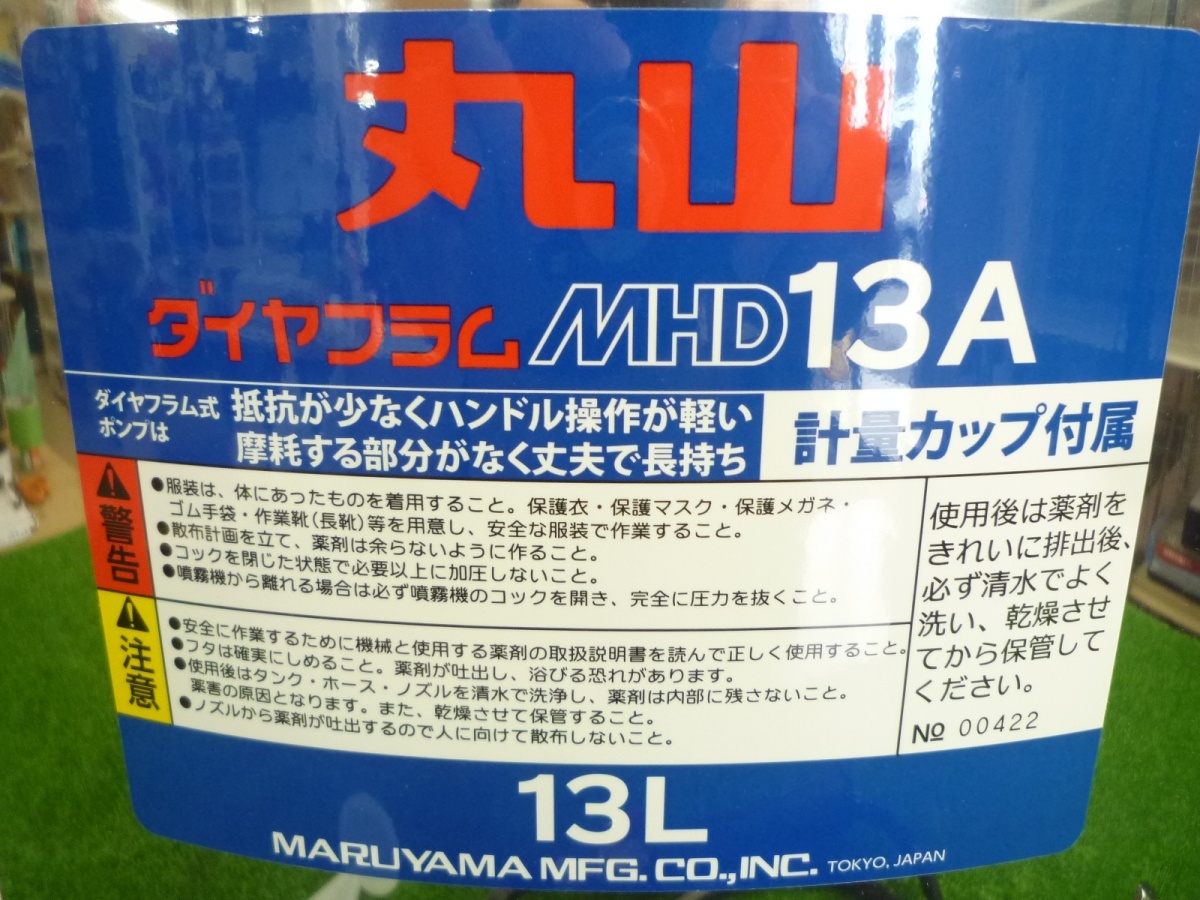 丸山
ダイヤフラムMHD13A
ダイヤフラム式
ポンプは
抵抗が少なくハンドル操作が軽い
摩耗する部分がなく丈夫で長持ち
計量カップ付属
警告
●服装は、体にあったものを着用すること。保護衣・保護マスク・保護メガネ・
ゴム手袋・作業靴(長靴)等を用意し、安全な服装で作業すること。
●散布計画を立て、薬剤は余らないように作ること。
●コックを閉じた状態で必要以上に加圧しないこと。
●噴霧機から離れる場合は必ず噴霧機のコックを開き、完全に圧力を抜くこと。
注意
●安全に作業するために機械と使用する薬剤の取扱説明書を読んで正しく使用すること。
●フタは確実にしめること。薬剤が吐出し、浴びる恐れがあります。
●使用後はタンク・ホース・ノズルを清水で洗浄し、薬剤は内部に残さないこと。
薬害の原因となります。また、乾燥させて保管すること。
●ノズルから薬剤が吐出するので人に向けて散布しないこと。
使用後は薬剤を
きれいに排出後、
必ず清水でよく
洗い、乾燥させ
てから保管して
ください。
№ 00422
13L
MARUYAMA MFG.CO.,INC. TOKYO, JAPAN